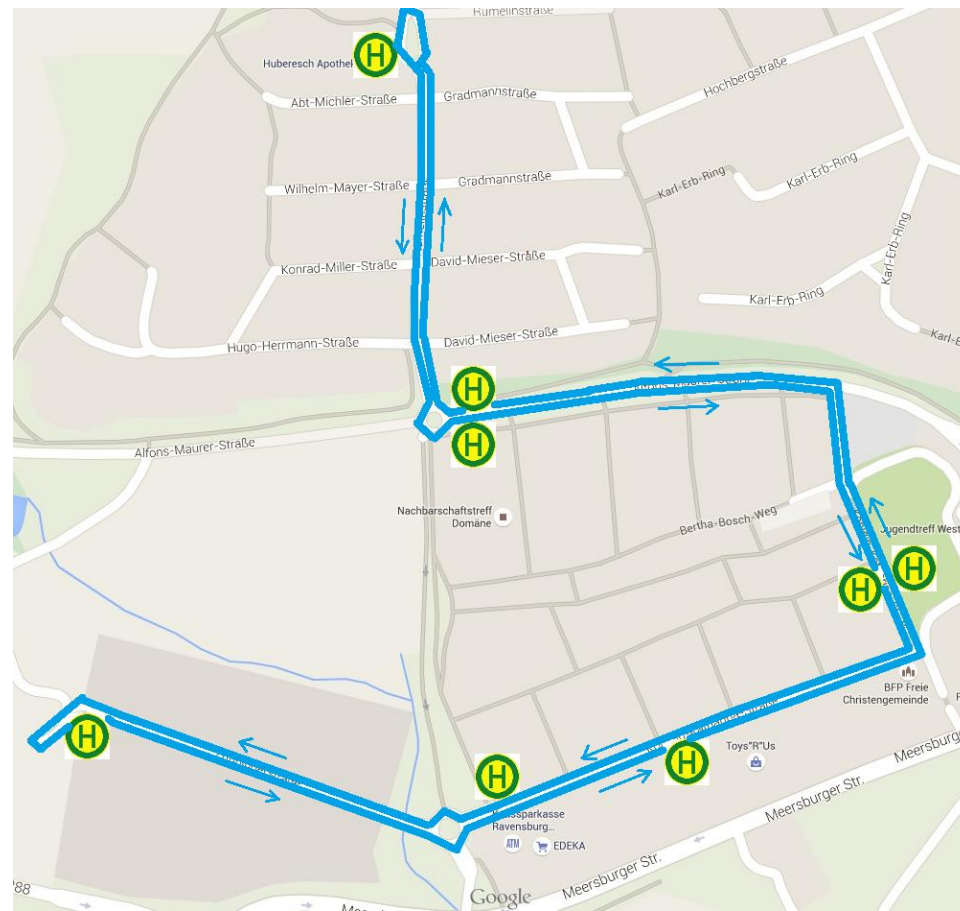 Rümelinstraße
H
Huberesch Apothek
Abt-Michler-Straße
Gradmannstraße
Hochbergstraße
Wilhelm-Mayer-Straße
Gradmannstraße
Karl-Erb-Ring
Karl-Erb-Ring
Karl-Erb-Ring
Konrad-Miller-Straße
David-Mieser-Straße
Karl-Erb-Ring
Hugo-Herrmann-Straße
David-Mieser-Straße
Karl-E
H
H
Alfons-Maurer-Straße
Nachbarschaftstreff
Domäne
Bertha-Bosch-Weg
Jugendtreff West
H
H
BFP Freie
Christengemeinde
H
Toys"R"Us
H
H
Meersburger Str.
Meersburg
Ravensburg...
ATM
EDEKA
Meersburger Str.
Google